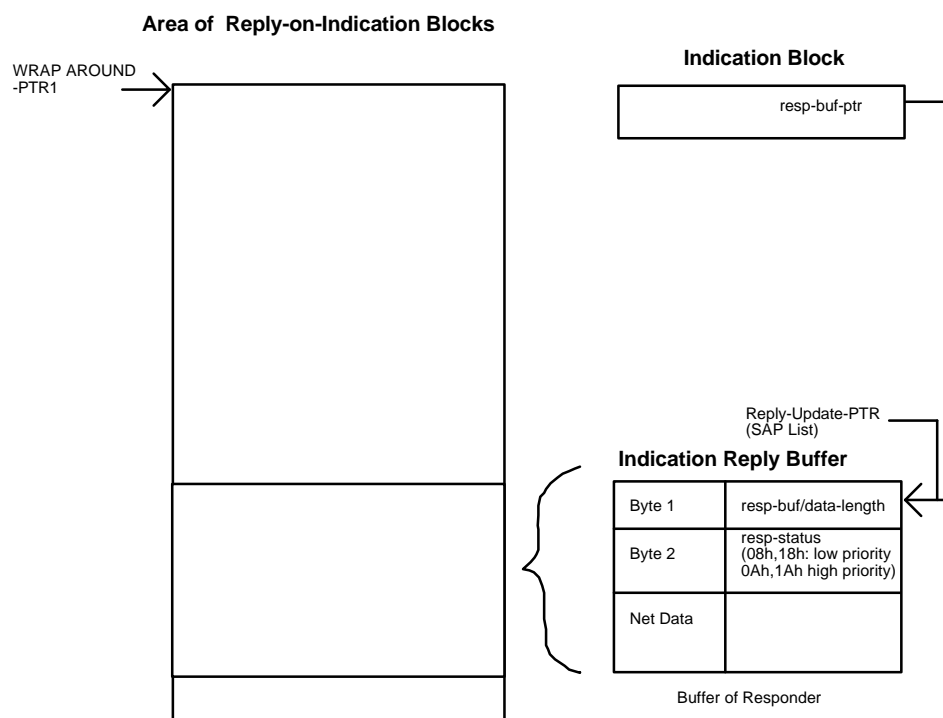 Area of Reply-on-Indication Blocks
WRAP AROUND
-PTR1
Indication Block
resp-buf-ptr
Reply-Update-PTR
(SAP List)
Indication Reply Buffer
Byte 1
resp-buf/data-length
Byte 2
resp-status
(08h,18h: low priority
0Ah,1Ah high priority)
Net Data
Buffer of Responder